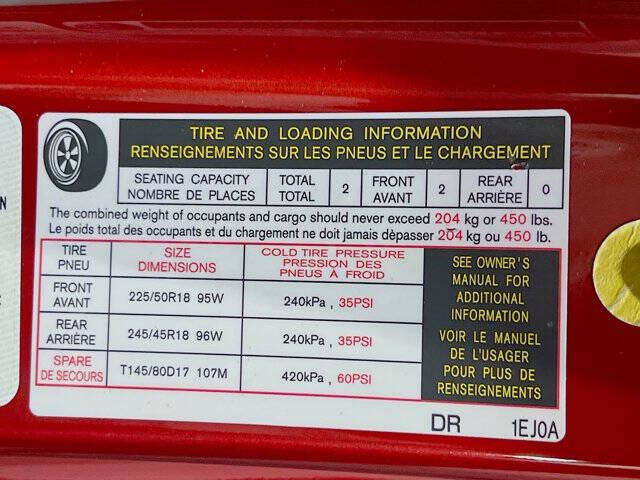 TIRE AND LOADING INFORMATION
RENSEIGNEMENTS SUR LES PNEUS ET LE CHARGEMENT
SEATING CAPACITY TOTAL 2 FRONT 2 REAR 0
NOMBRE DE PLACES TOTAL AVANT ARRIÈRE
The combined weight of occupants and cargo should never exceed 204 kg or 450 lbs.
Le poids total des occupants et du chargement ne doit jamais dèpasser 204 kg ou 450 lb.
TIRE SIZE COLD TIRE PRESSURE
PNEU DIMENSIONS PRESSION DES
PNEUS À FROID
FRONT
AVANT 225/50R18 95W 240kPa , 35PSI
REAR
ARRIÈRE 245/45R18 96W 240kPa , 35PSI
SPARE
DE SECOURS T145/80D17 107M 420kPa , 60PSI
SEE OWNER'S
MANUAL FOR
ADDITIONAL
INFORMATION
VOIR LE MANUEL
DE L'USAGER
POUR PLUS DE
RENSEIGNEMENTS
DR 1EJ0A
N